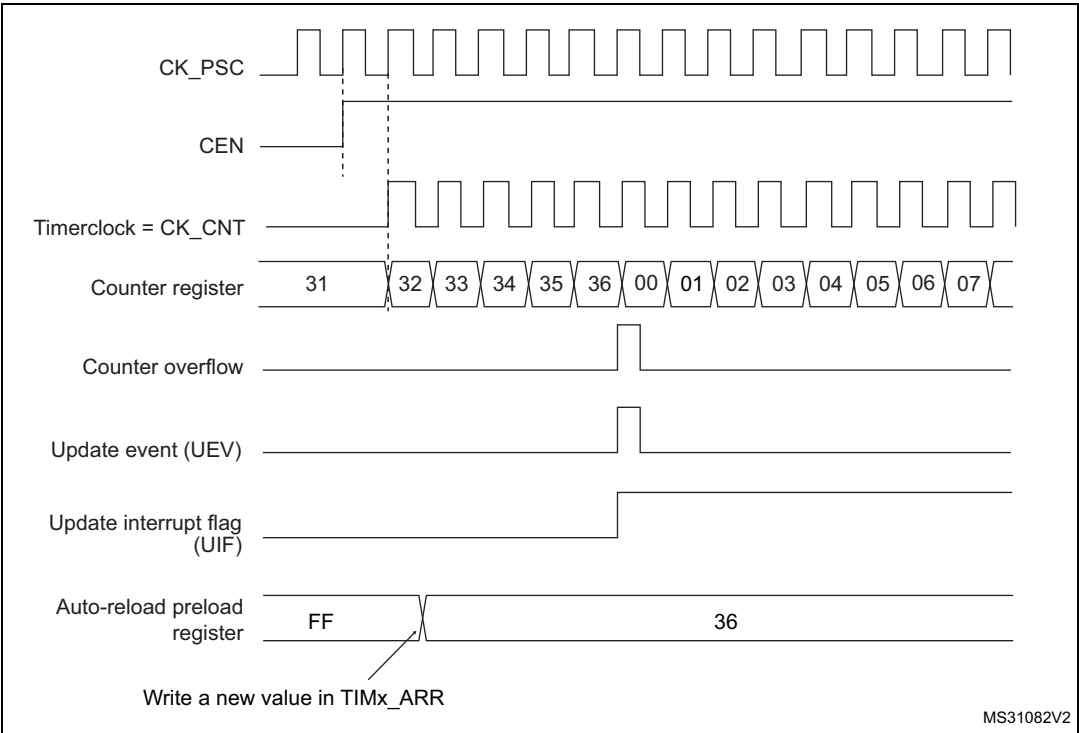 CK_PSC
CEN
Timerclock = CK_CNT
Counter register
31 32 33 34 35 36 00 01 02 03 04 05 06 07
Counter overflow
Update event (UEV)
Update interrupt flag
(UIF)
Auto-reload preload
register
FF 36
Write a new value in TIMx_ARR
MS31082V2